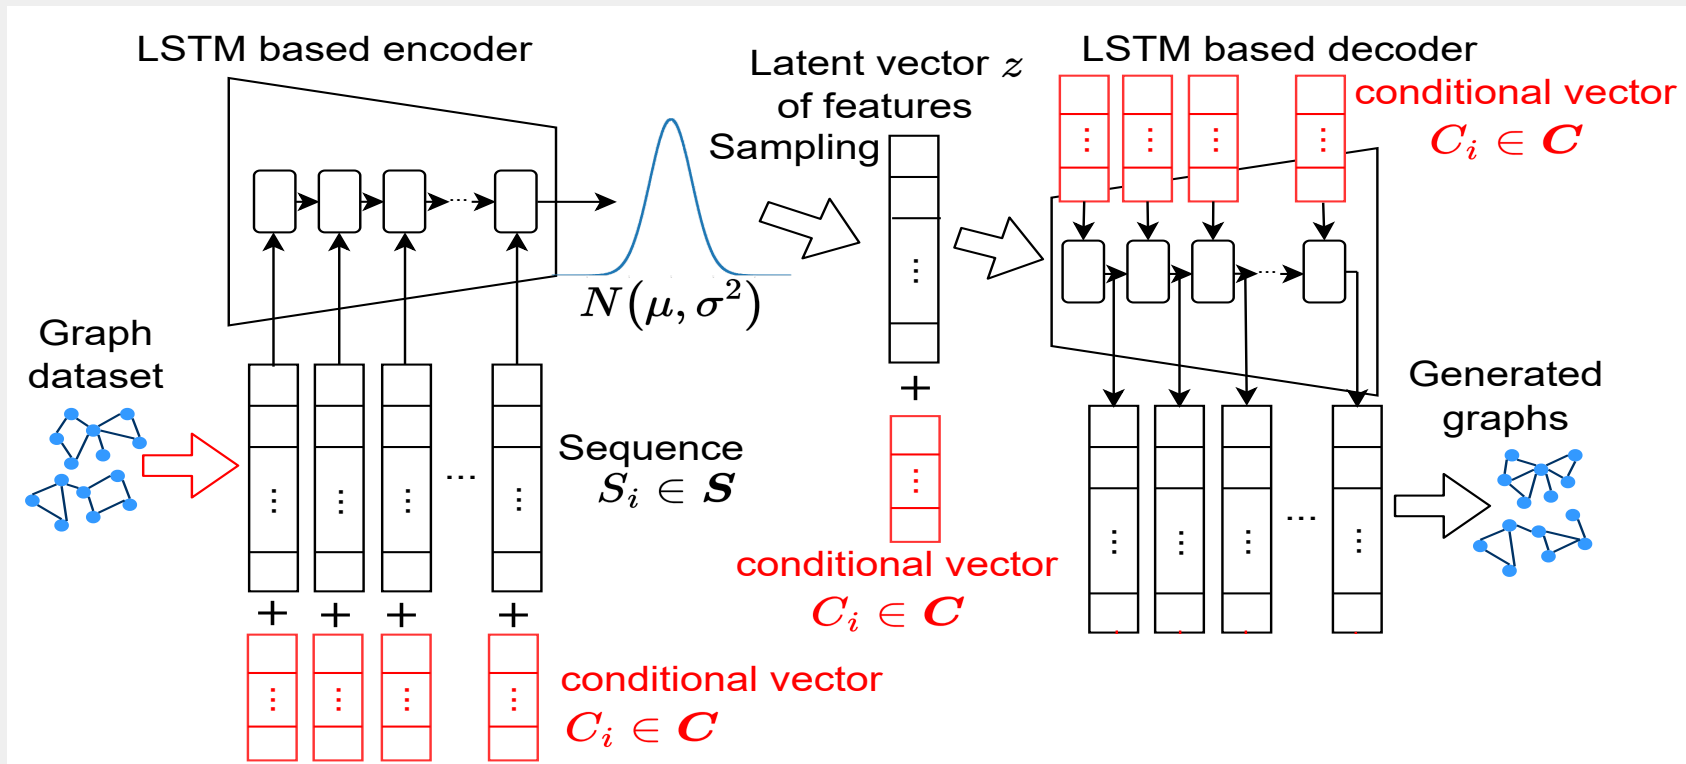 LSTM based encoder
Latent vector z
of features
Sampling
LSTM based decoder
conditional vector
C_i ∈ C
N(μ, σ²)
Graph
dataset
...
Sequence
S_i ∈ S
+
+
+
+
conditional vector
C_i ∈ C
+
conditional vector
C_i ∈ C
...
Generated
graphs